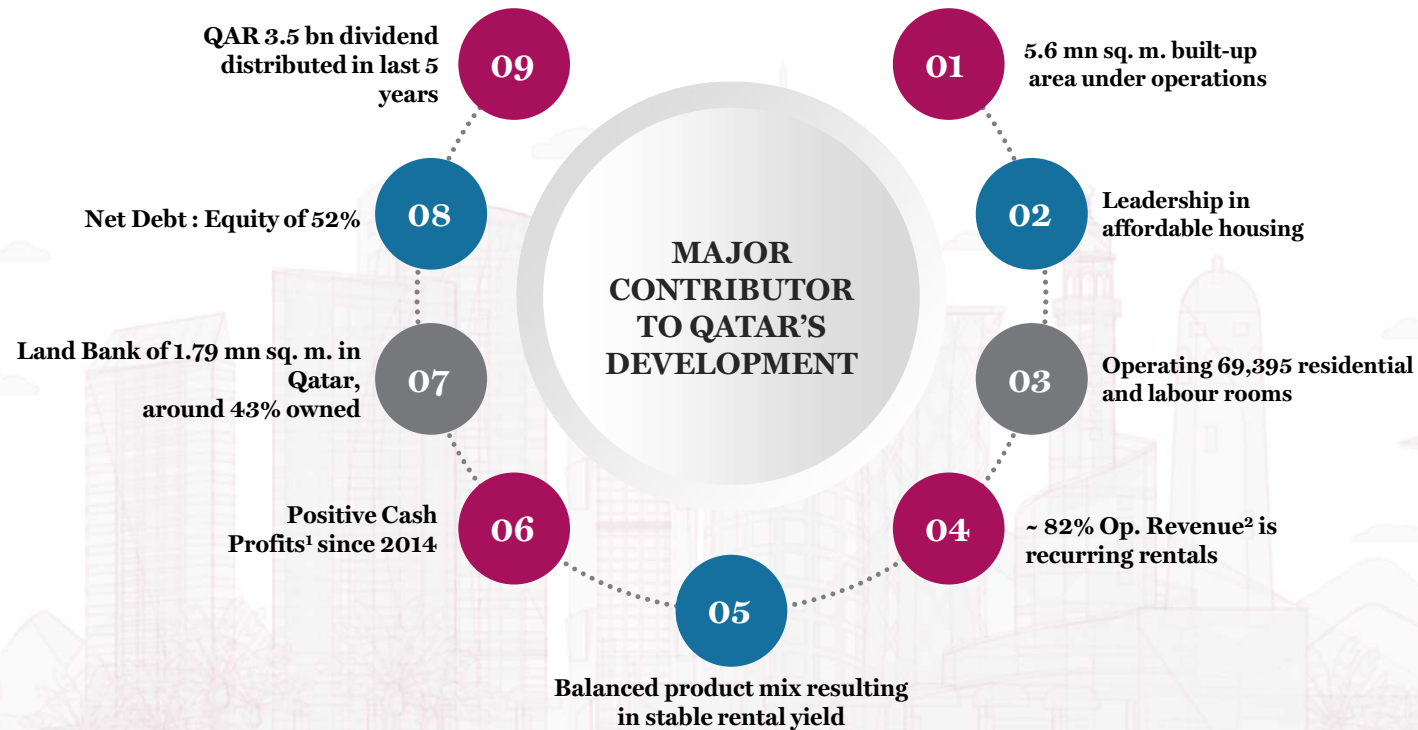 MAJOR
CONTRIBUTOR
TO QATAR’S
DEVELOPMENT
01
5.6 mn sq. m. built-up
area under operations
02
Leadership in
affordable housing
03
Operating 69,395 residential
and labour rooms
04
~ 82% Op. Revenue² is
recurring rentals
05
Balanced product mix resulting
in stable rental yield
06
Positive Cash
Profits¹ since 2014
07
Land Bank of 1.79 mn sq. m. in
Qatar,
around 43% owned
08
Net Debt : Equity of 52%
09
QAR 3.5 bn dividend
distributed in last 5
years